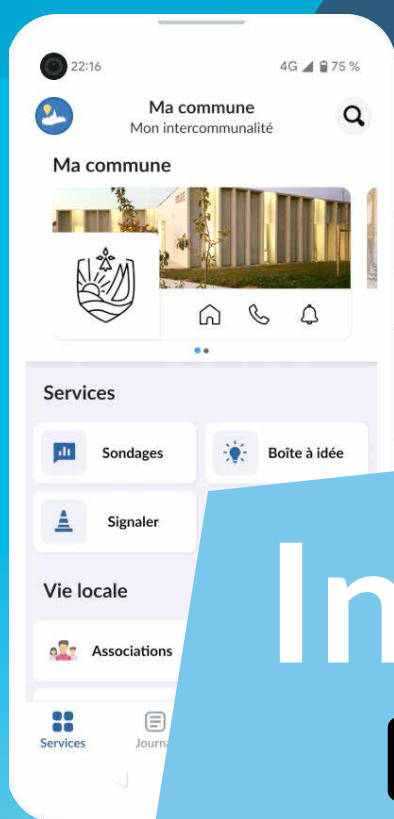 22:16 4G 75 %
Ma commune
Mon intercommunalité
Ma commune
Services
Sondages Boîte à idée
Signaler
Vie locale
Associations
Services